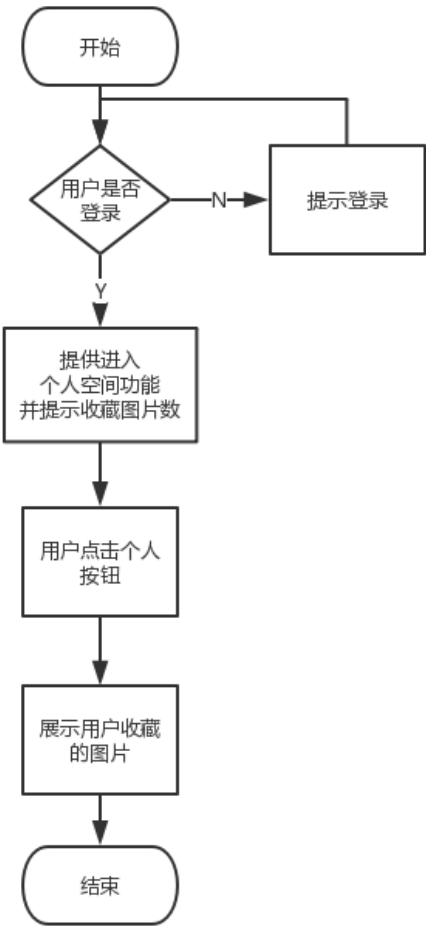 开始
用户是否
登录
N
提示登录
Y
提供进入
个人空间功能
并提示收藏图片数
用户点击个人
按钮
展示用户收藏
的图片
结束